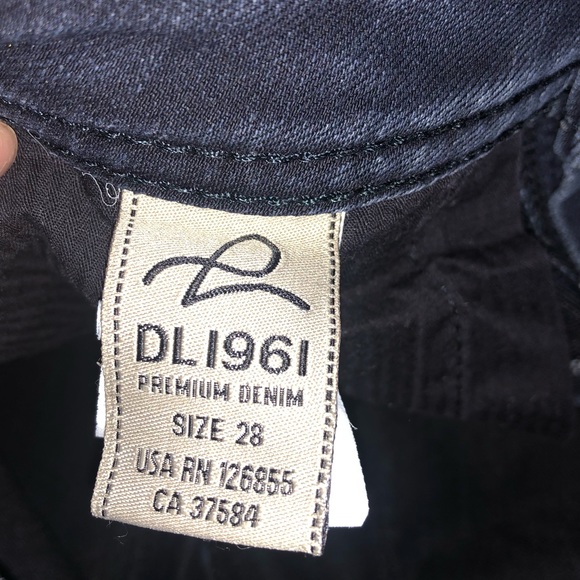 DL1961
PREMIUM DENIM
SIZE 28
USA RN 126855
CA 37584